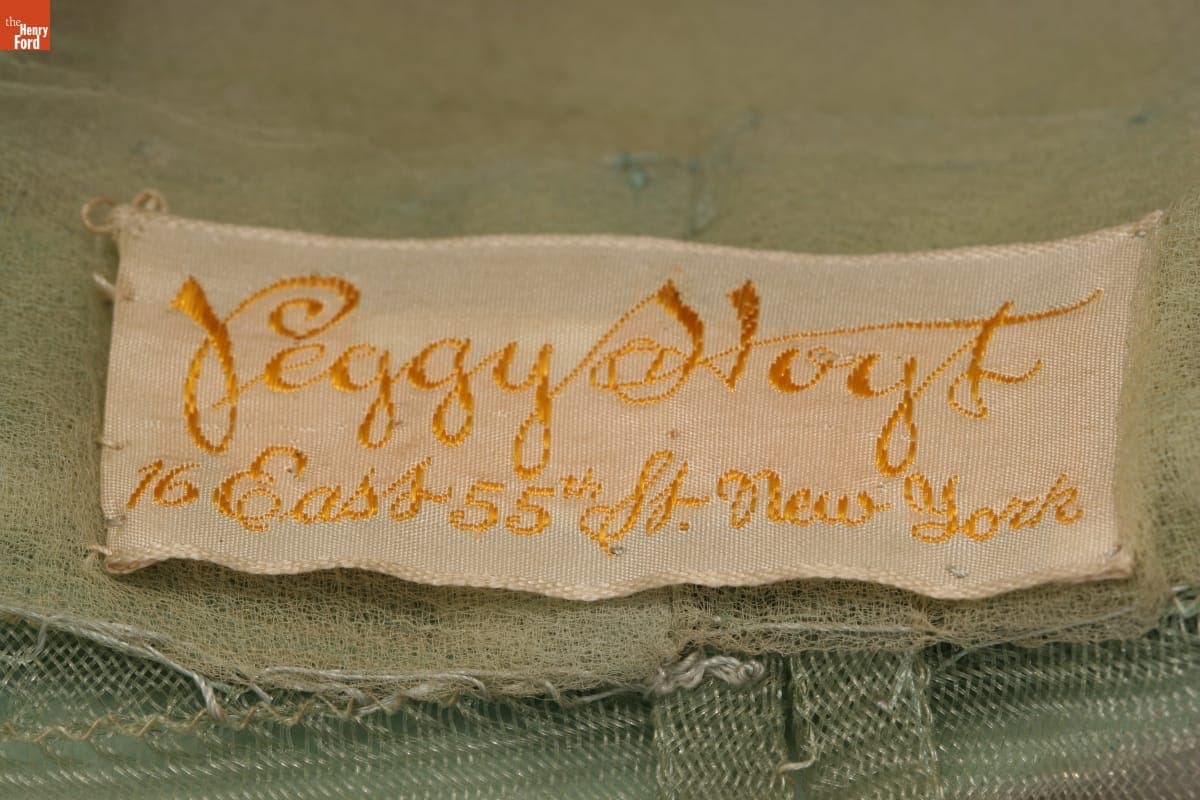 the
Henry
Ford
Peggy Hoyt
16 East 55th St. New York